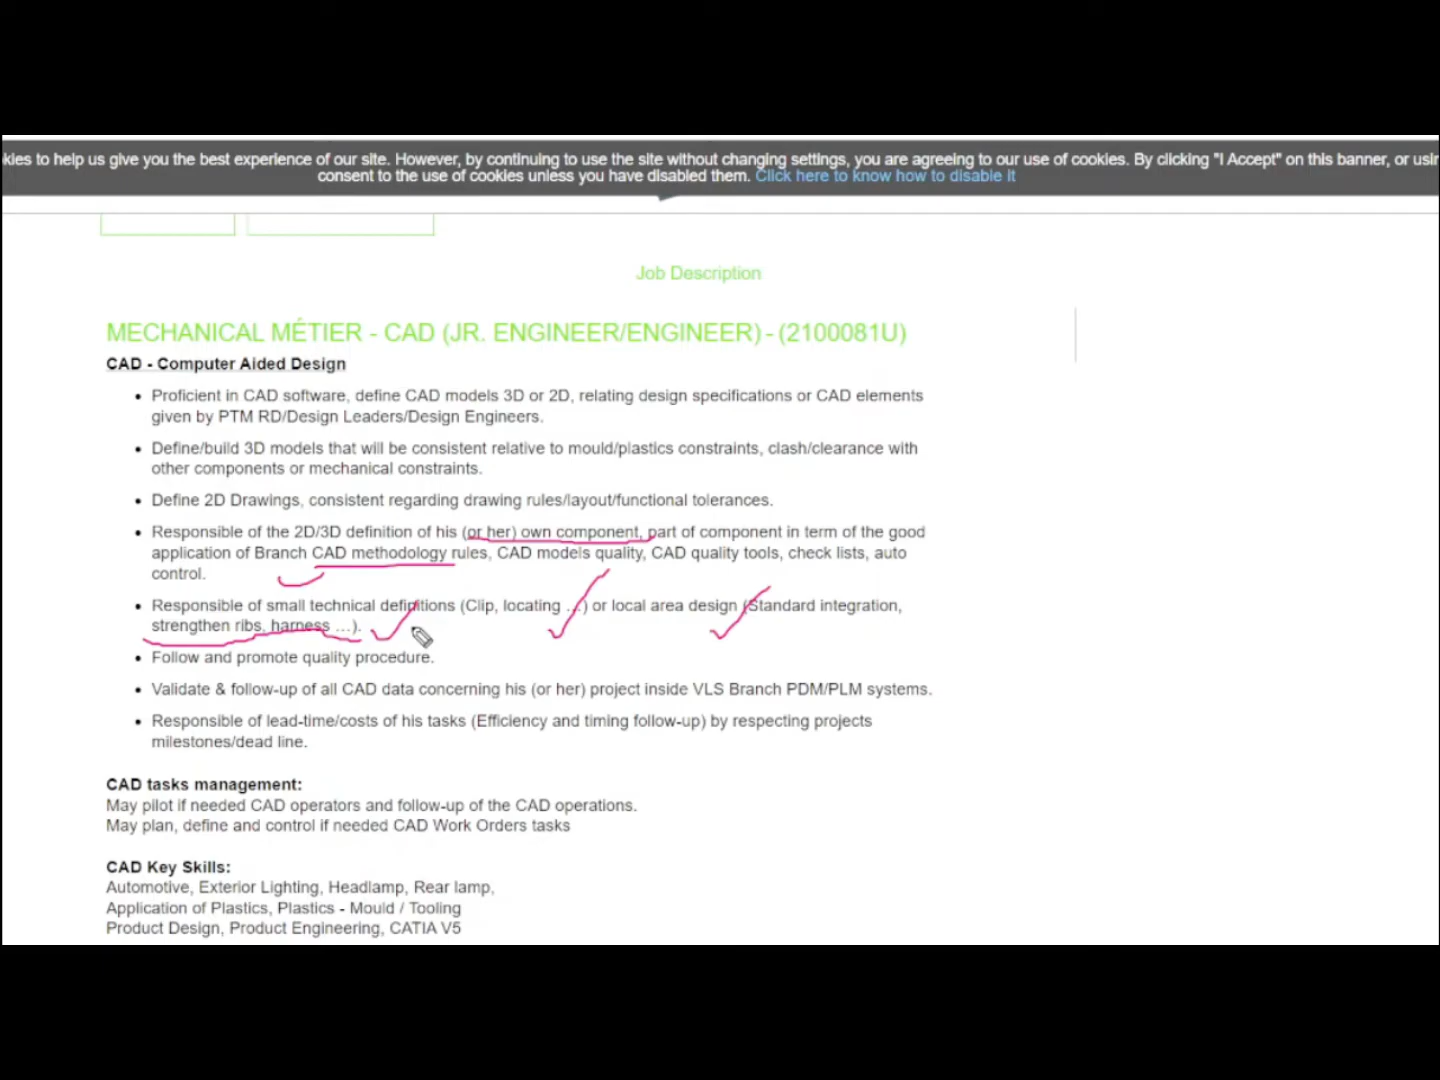 kies to help us give you the best experience of our site. However, by continuing to use the site without changing settings, you are agreeing to our use of cookies. By clicking "I Accept" on this banner, or usin
consent to the use of cookies unless you have disabled them. Click here to know how to disable it
Job Description
MECHANICAL MÉTIER - CAD (JR. ENGINEER/ENGINEER) - (2100081U)
CAD - Computer Aided Design
• Proficient in CAD software, define CAD models 3D or 2D, relating design specifications or CAD elements
given by PTM RD/Design Leaders/Design Engineers.
• Define/build 3D models that will be consistent relative to mould/plastics constraints, clash/clearance with
other components or mechanical constraints.
• Define 2D Drawings, consistent regarding drawing rules/layout/functional tolerances.
• Responsible of the 2D/3D definition of his (or her) own component, part of component in term of the good
application of Branch CAD methodology rules, CAD models quality, CAD quality tools, check lists, auto
control.
• Responsible of small technical definitions (Clip, locating ...) or local area design (Standard integration,
strengthen ribs, harness ...).
• Follow and promote quality procedure.
• Validate & follow-up of all CAD data concerning his (or her) project inside VLS Branch PDM/PLM systems.
• Responsible of lead-time/costs of his tasks (Efficiency and timing follow-up) by respecting projects
milestones/dead line.
CAD tasks management:
May pilot if needed CAD operators and follow-up of the CAD operations.
May plan, define and control if needed CAD Work Orders tasks
CAD Key Skills:
Automotive, Exterior Lighting, Headlamp, Rear lamp,
Application of Plastics, Plastics - Mould / Tooling
Product Design, Product Engineering, CATIA V5